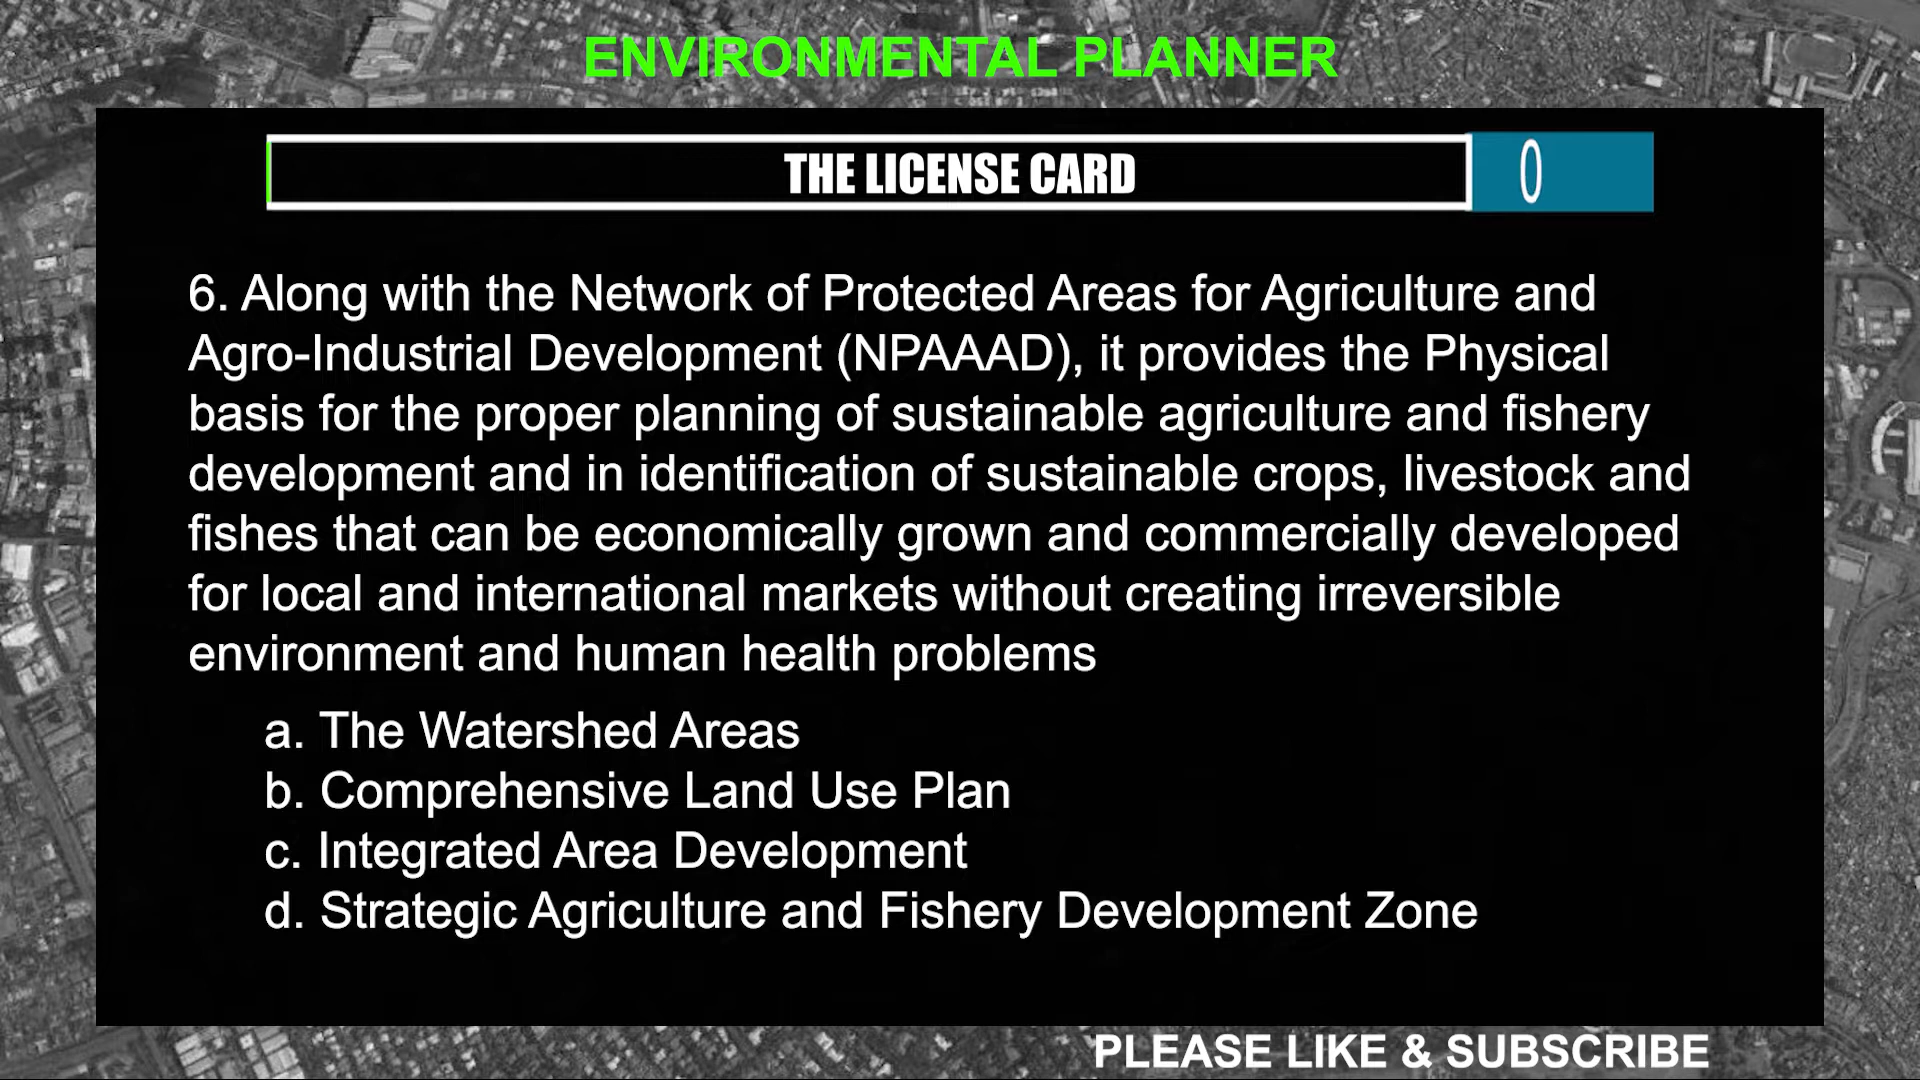 ENVIRONMENTAL PLANNER
THE LICENSE CARD
0
6. Along with the Network of Protected Areas for Agriculture and
Agro-Industrial Development (NPAAAD), it provides the Physical
basis for the proper planning of sustainable agriculture and fishery
development and in identification of sustainable crops, livestock and
fishes that can be economically grown and commercially developed
for local and international markets without creating irreversible
environment and human health problems
a. The Watershed Areas
b. Comprehensive Land Use Plan
c. Integrated Area Development
d. Strategic Agriculture and Fishery Development Zone
PLEASE LIKE & SUBSCRIBE